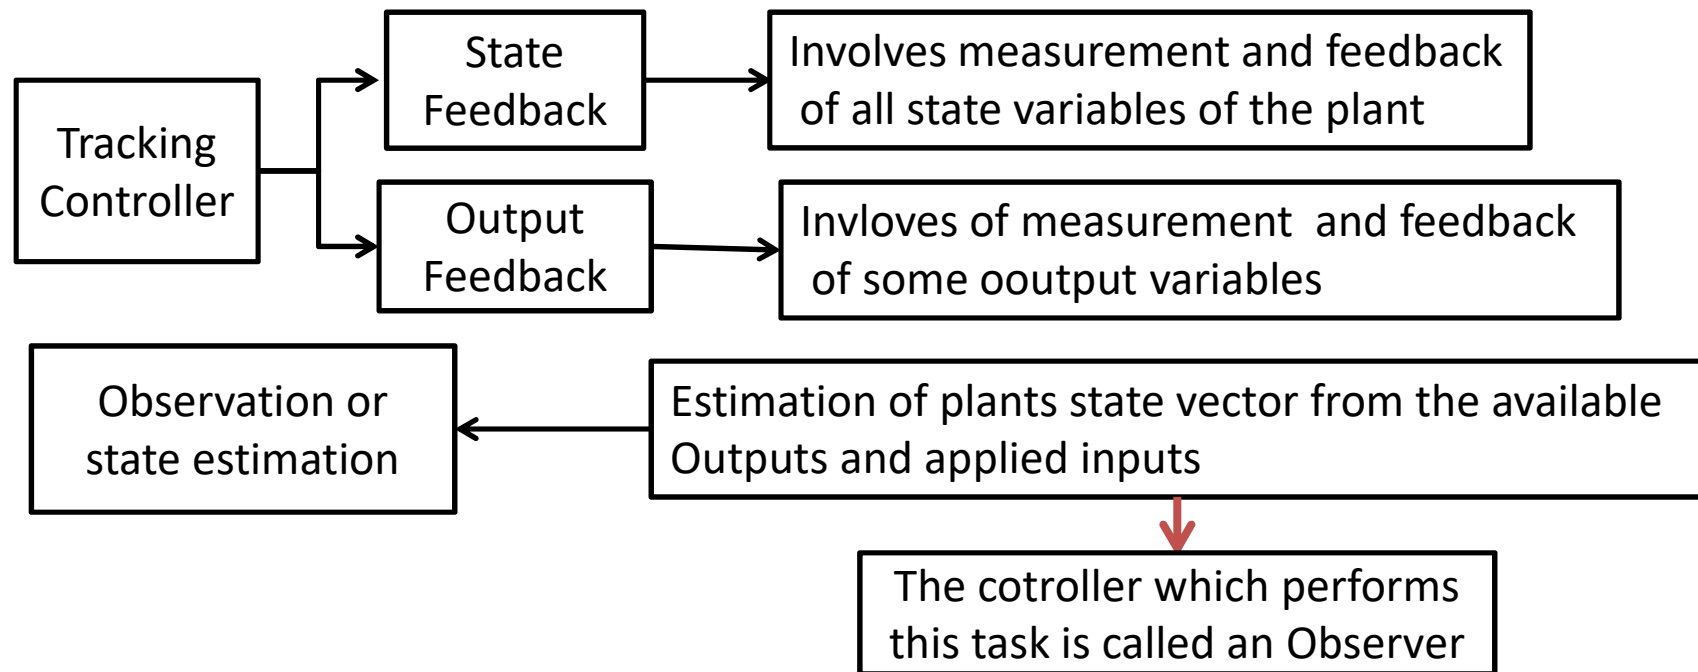 Tracking
Controller
State
Feedback
Involves measurement and feedback
of all state variables of the plant
Output
Feedback
Invloves of measurement and feedback
of some ooutput variables
Observation or
state estimation
Estimation of plants state vector from the available
Outputs and applied inputs
The cotroller which performs
this task is called an Observer